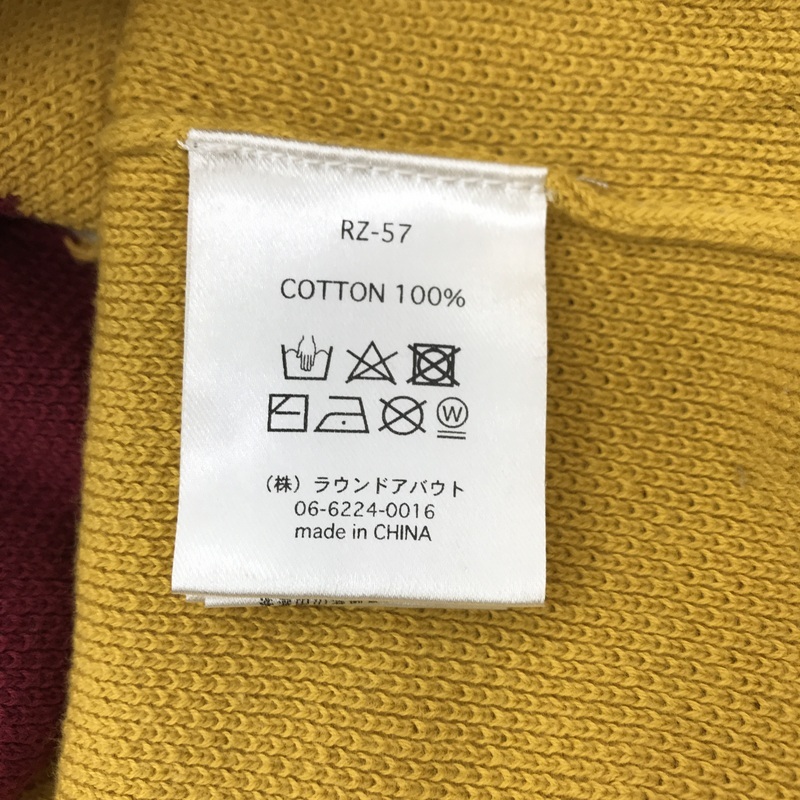 RZ-57
COTTON 100%
W
（株）ラウンドアバウト
06-6224-0016
made in CHINA